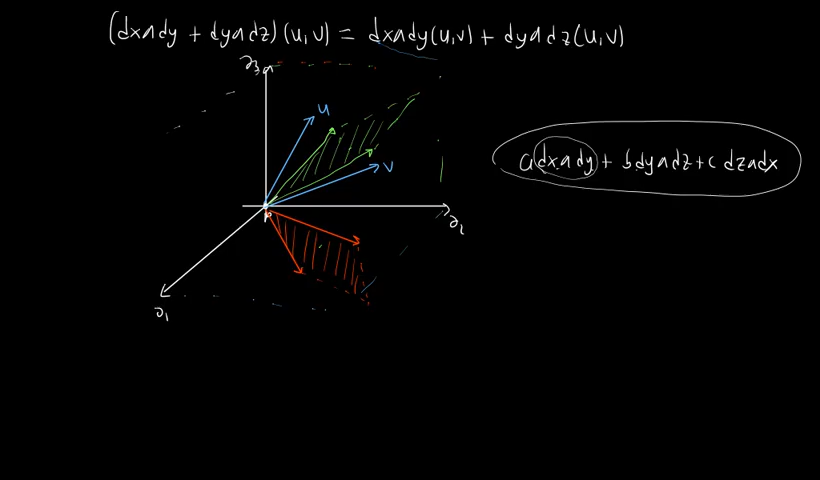 (dx∧dy + dy∧dz)(u,v) = dx∧dy(u,v) + dy∧dz(u,v)
∂₃
u
a dx∧dy + b dy∧dz + c dz∧dx
v
p
∂₂
∂₁